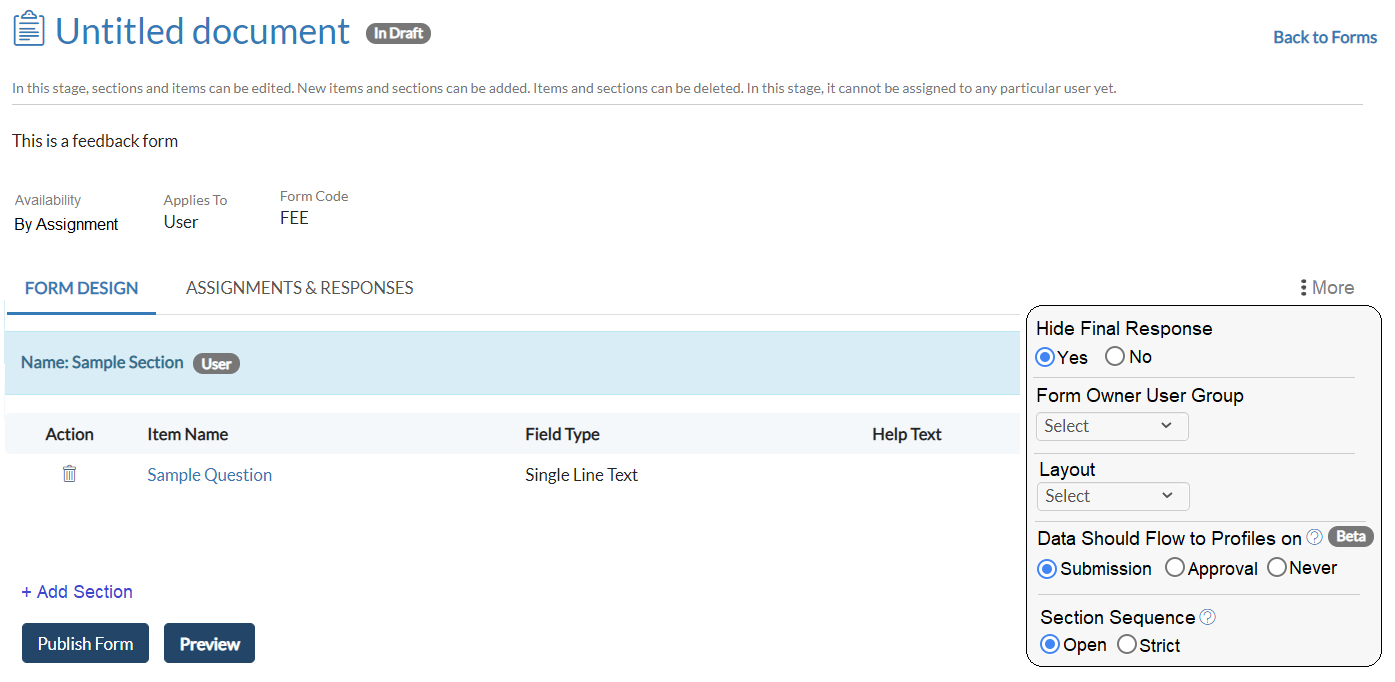 Untitled document In Draft
Back to Forms
In this stage, sections and items can be edited. New items and sections can be added. Items and sections can be deleted. In this stage, it cannot be assigned to any particular user yet.
This is a feedback form
Availability Applies To Form Code
By Assignment User FEE
FORM DESIGN ASSIGNMENTS & RESPONSES More
Name: Sample Section User
Action Item Name Field Type Help Text
Sample Question Single Line Text
+ Add Section
Publish Form Preview
Hide Final Response
Yes No
Form Owner User Group
Select
Layout
Select
Data Should Flow to Profiles on ? Beta
Submission Approval Never
Section Sequence ?
Open Strict